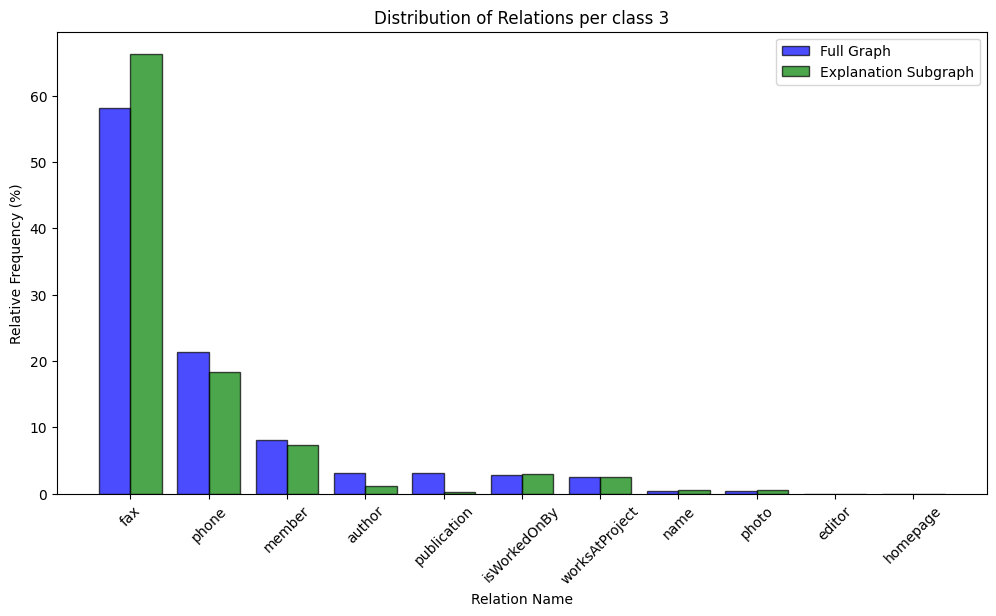 Distribution of Relations per class 3
Full Graph
Explanation Subgraph
Relative Frequency (%)
60
50
40
30
20
10
0
fax
phone
member
author
publication
isWorkedOnBy
worksAtProject
name
photo
editor
homepage
Relation Name